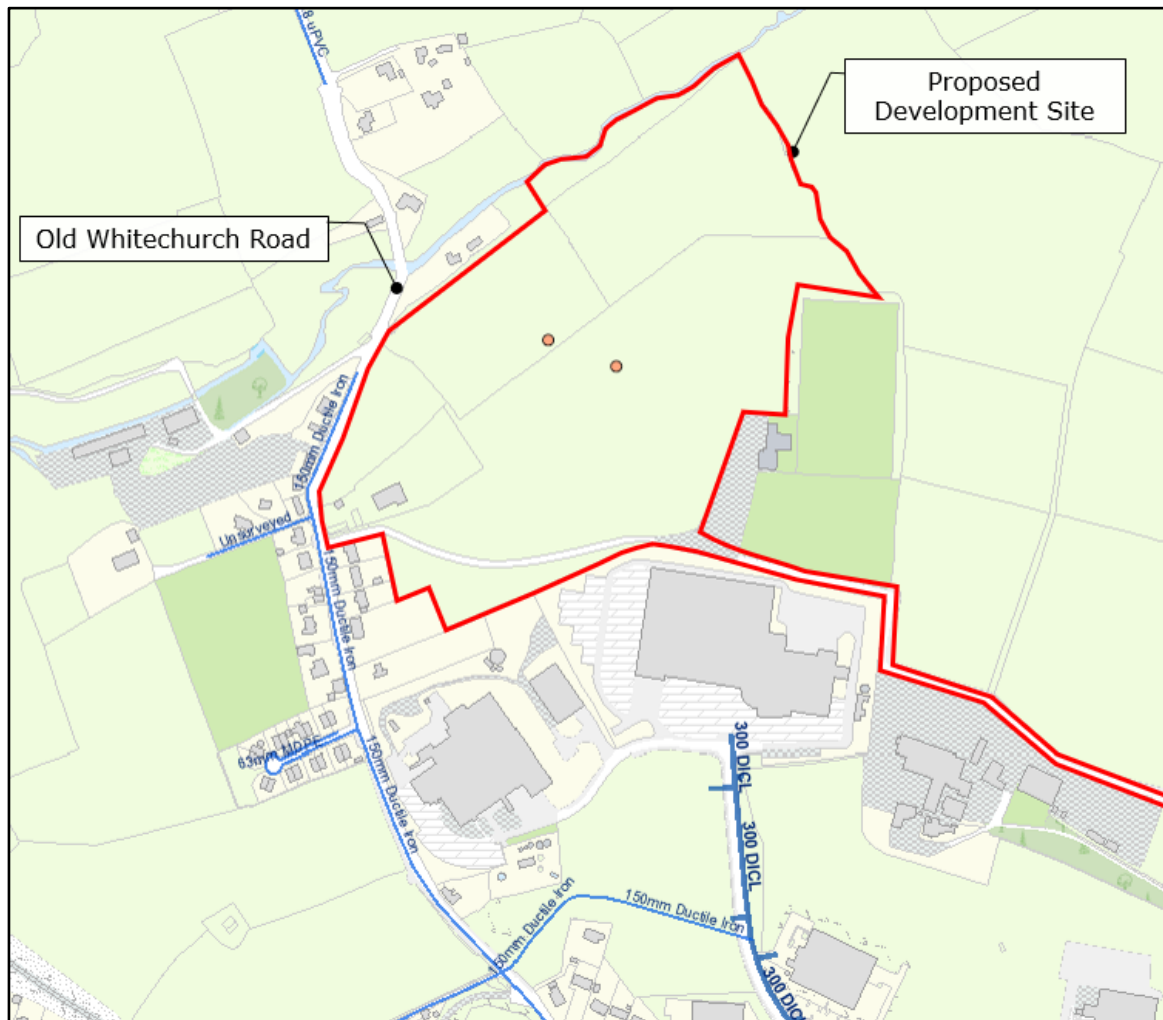 8 uPVC
Proposed
Development Site
Old Whitechurch Road
150mm Ductile Iron
Unsurveyed
150mm Ductile Iron
63mm MDPE
150mm Ductile Iron
300 DICL
300 DICL
150mm Ductile Iron
150mm Ductile Iron
300 DICL